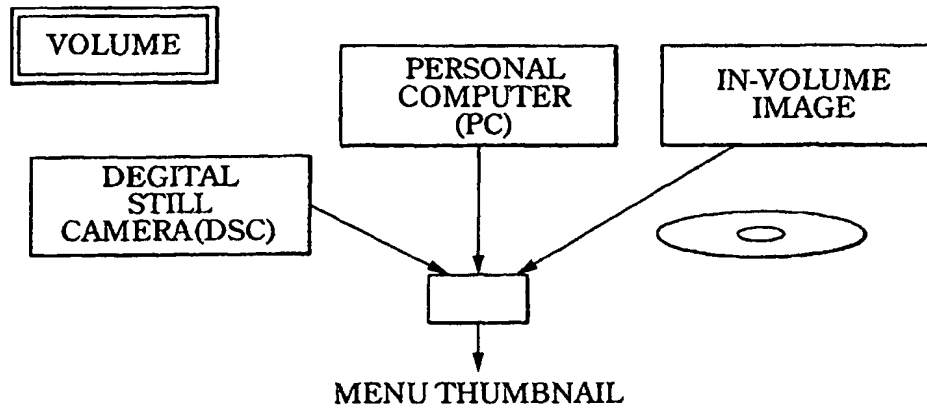 VOLUME
PERSONAL
COMPUTER
(PC)
IN-VOLUME
IMAGE
DEGITAL
STILL
CAMERA(DSC)
MENU THUMBNAIL